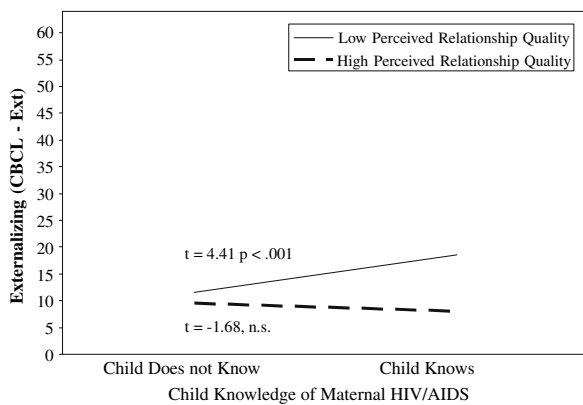 60
55
50
45
40
35
30
25
20
15
10
5
0
Externalizing (CBCL - Ext)
Low Perceived Relationship Quality
High Perceived Relationship Quality
t = 4.41 p < .001
t = -1.68, n.s.
Child Does not Know
Child Knows
Child Knowledge of Maternal HIV/AIDS